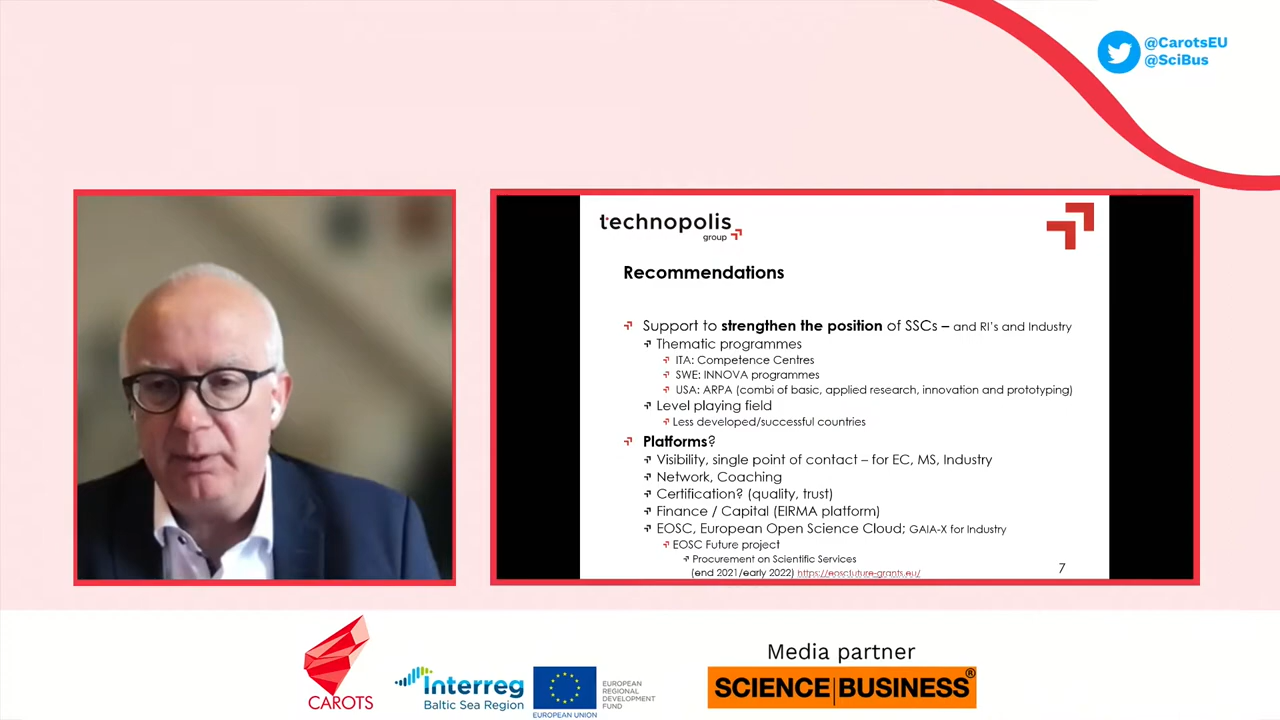 @CarotsEU
@SciBus
technopolis
group
Recommendations
Support to strengthen the position of SSCs – and RI's and Industry
Thematic programmes
ITA: Competence Centres
SWE: INNOVA programmes
USA: ARPA (combi of basic, applied research, innovation and prototyping)
Level playing field
Less developed/successful countries
Platforms?
Visibility, single point of contact – for EC, MS, Industry
Network, Coaching
Certification? (quality, trust)
Finance / Capital (EIRMA platform)
EOSC, European Open Science Cloud; GAIA-X for Industry
EOSC Future project
Procurement on Scientific Services
(end 2021/early 2022) https://eoscfuture-grants.eu/
7
CAROTS
Interreg
Baltic Sea Region
EUROPEAN UNION
EUROPEAN
REGIONAL
DEVELOPMENT
FUND
Media partner
SCIENCE|BUSINESS®